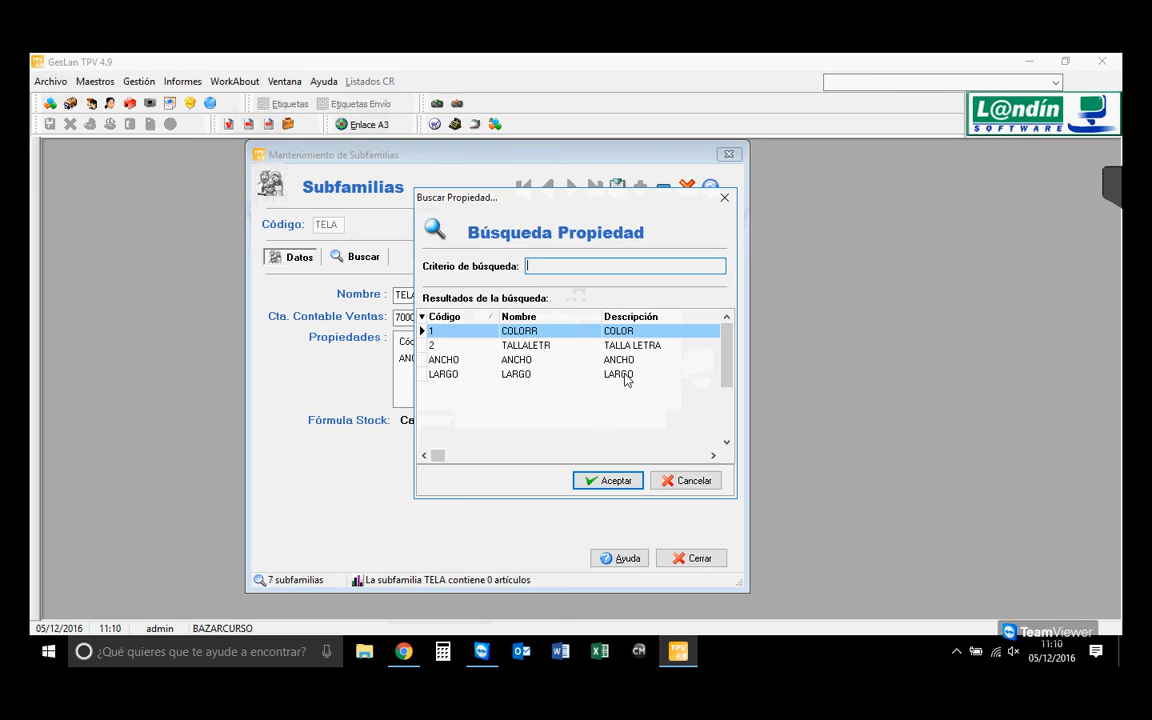 GesLan TPV 4.9
Archivo Maestros Gestión Informes WorkAbout Ventana Ayuda Listados CR
Etiquetas Etiquetas Envío
Enlace A3
L@ndín
SOFTWARE
Mantenimiento de Subfamilias
Subfamilias
Código: TELA
Datos Buscar
Nombre : TELA
Cta. Contable Ventas: 7000
Propiedades : Cóc
ANC
Fórmula Stock: Ca
Buscar Propiedad...
Búsqueda Propiedad
Criterio de búsqueda:
Resultados de la búsqueda:
Código Nombre Descripción
1 COLORR COLOR
2 TALLALETR TALLA LETRA
ANCHO ANCHO ANCHO
LARGO LARGO LARGO
Aceptar Cancelar
Ayuda Cerrar
7 subfamilias La subfamilia TELA contiene 0 artículos
05/12/2016 11:10 admin BAZARCURSO
TeamViewer
¿Qué quieres que te ayude a encontrar?
TPV
4.9
11:10
05/12/2016